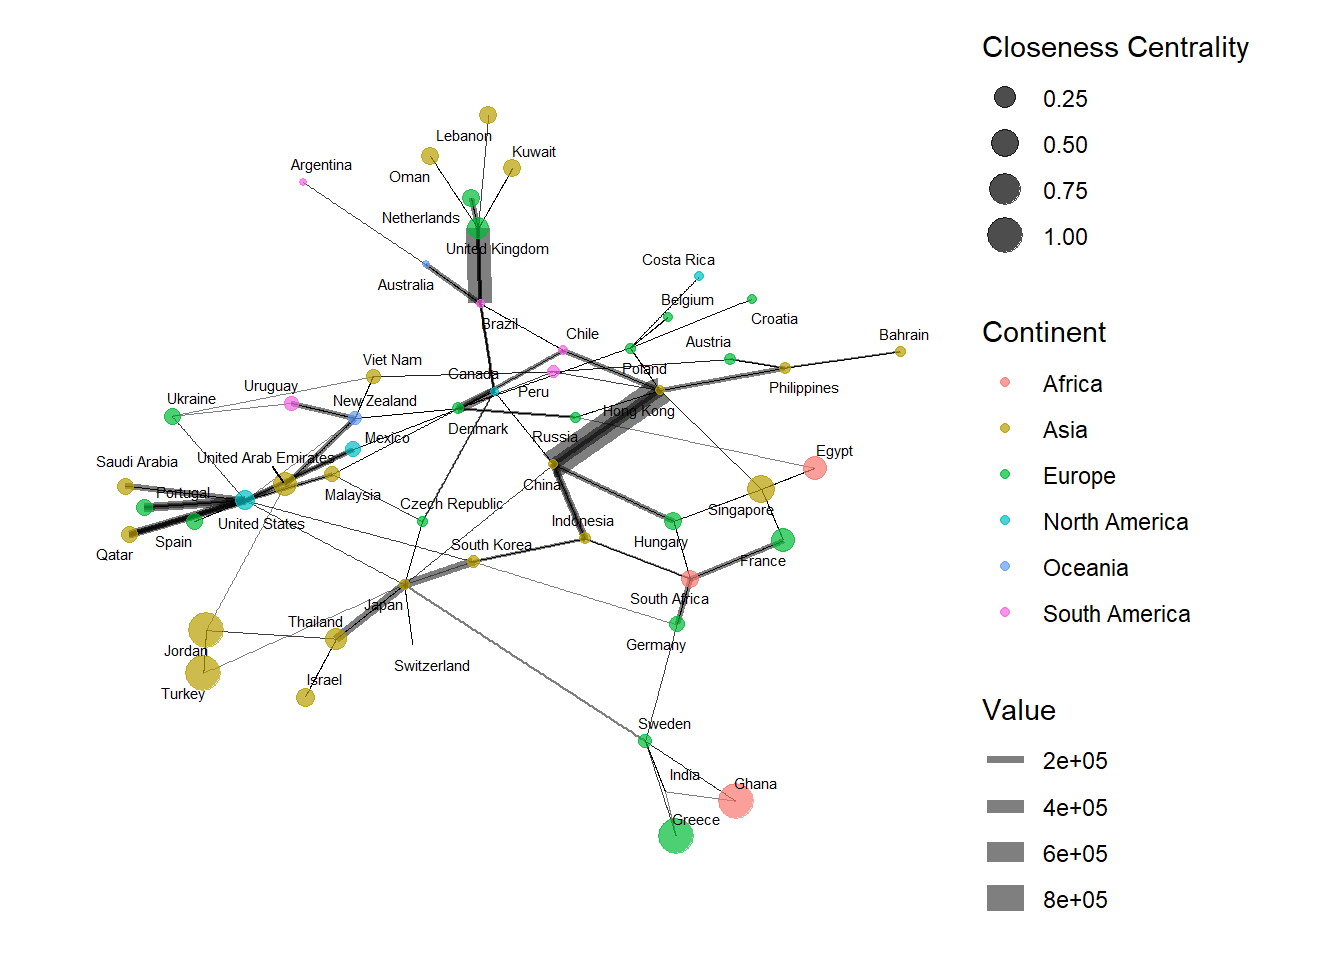 Closeness Centrality
0.25
0.50
0.75
1.00
Continent
Africa
Asia
Europe
North America
Oceania
South America
Value
2e+05
4e+05
6e+05
8e+05
Lebanon
Kuwait
Argentina
Oman
Netherlands
United Kingdom
Costa Rica
Australia
Belgium
Croatia
Brazil
Chile
Bahrain
Austria
Viet Nam
Poland
Canada
Uruguay
Peru
Philippines
Ukraine
New Zealand
Hong Kong
Denmark
Mexico
Russia
Egypt
United Arab Emirates
Saudi Arabia
Portugal
Malaysia
China
Czech Republic
Singapore
United States
Indonesia
Spain
Hungary
Qatar
South Korea
France
South Africa
Japan
Thailand
Germany
Jordan
Switzerland
Israel
Turkey
Sweden
India
Ghana
Greece